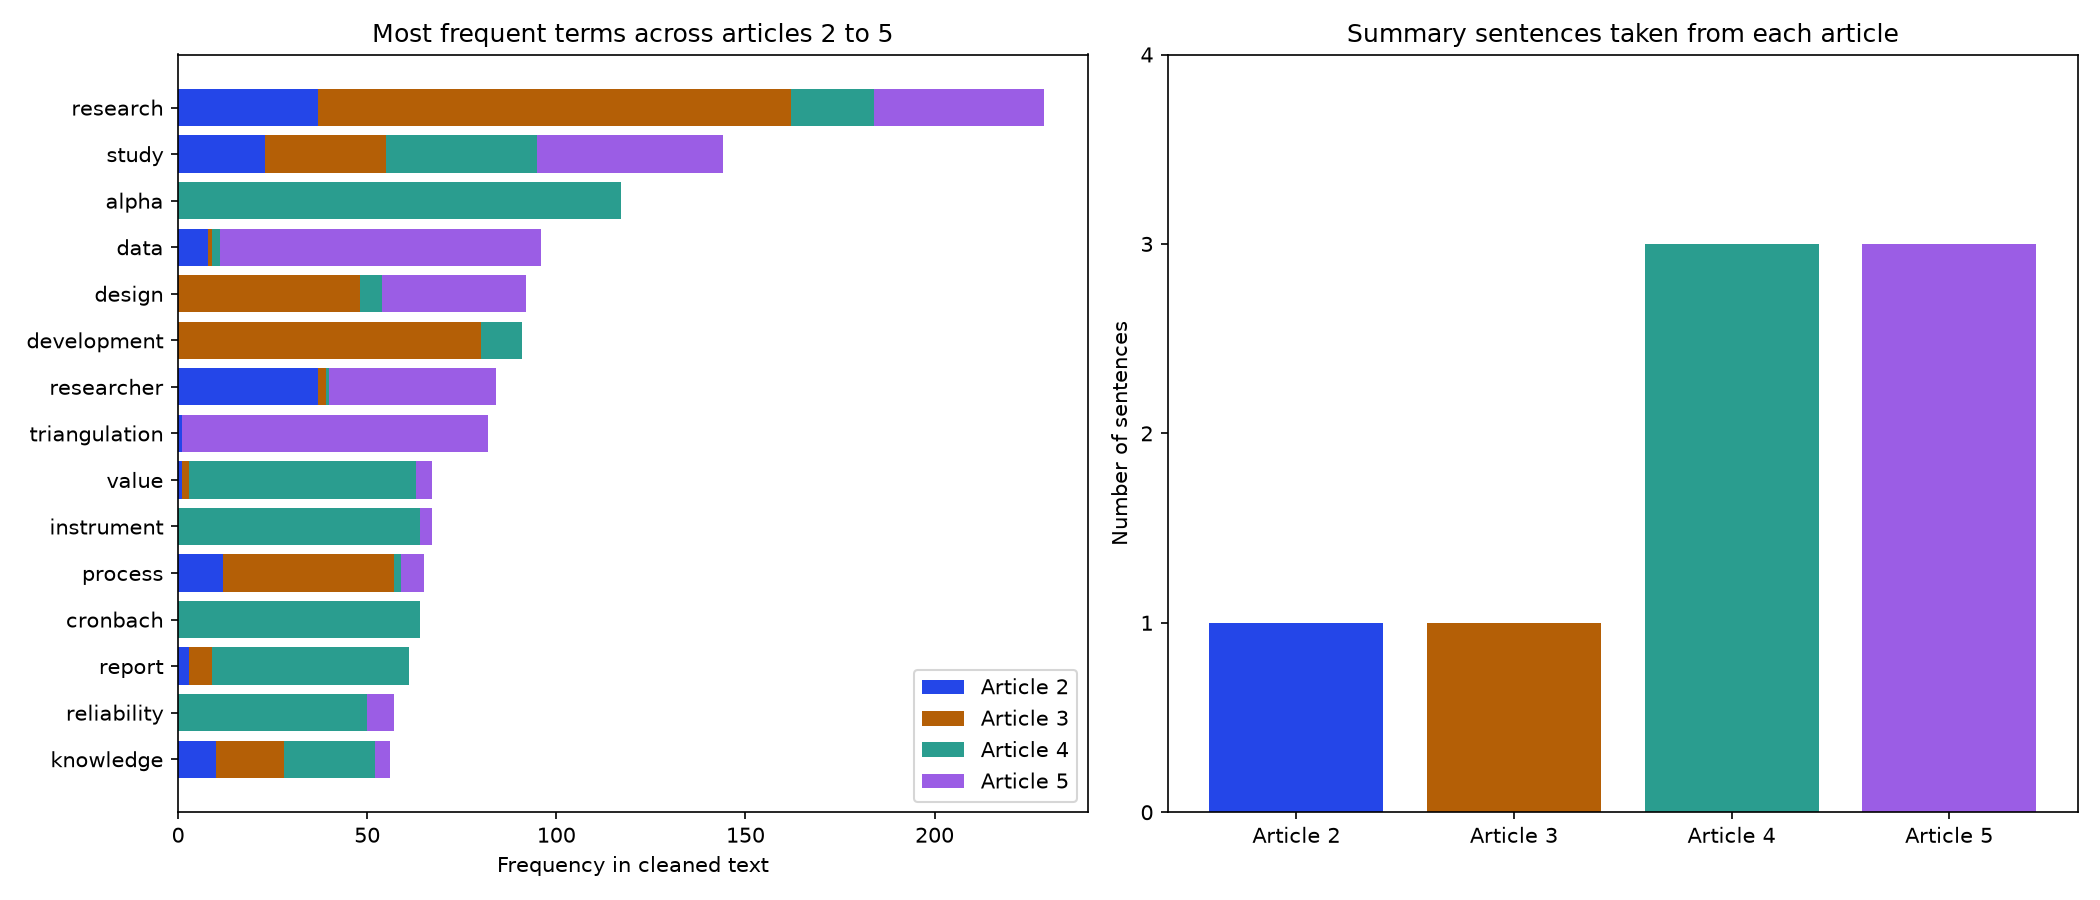 Most frequent terms across articles 2 to 5
research
study
alpha
data
design
development
researcher
triangulation
value
instrument
process
cronbach
report
reliability
knowledge
0 50 100 150 200
Frequency in cleaned text
Article 2
Article 3
Article 4
Article 5
Summary sentences taken from each article
Number of sentences
4
3
2
1
0
Article 2 Article 3 Article 4 Article 5